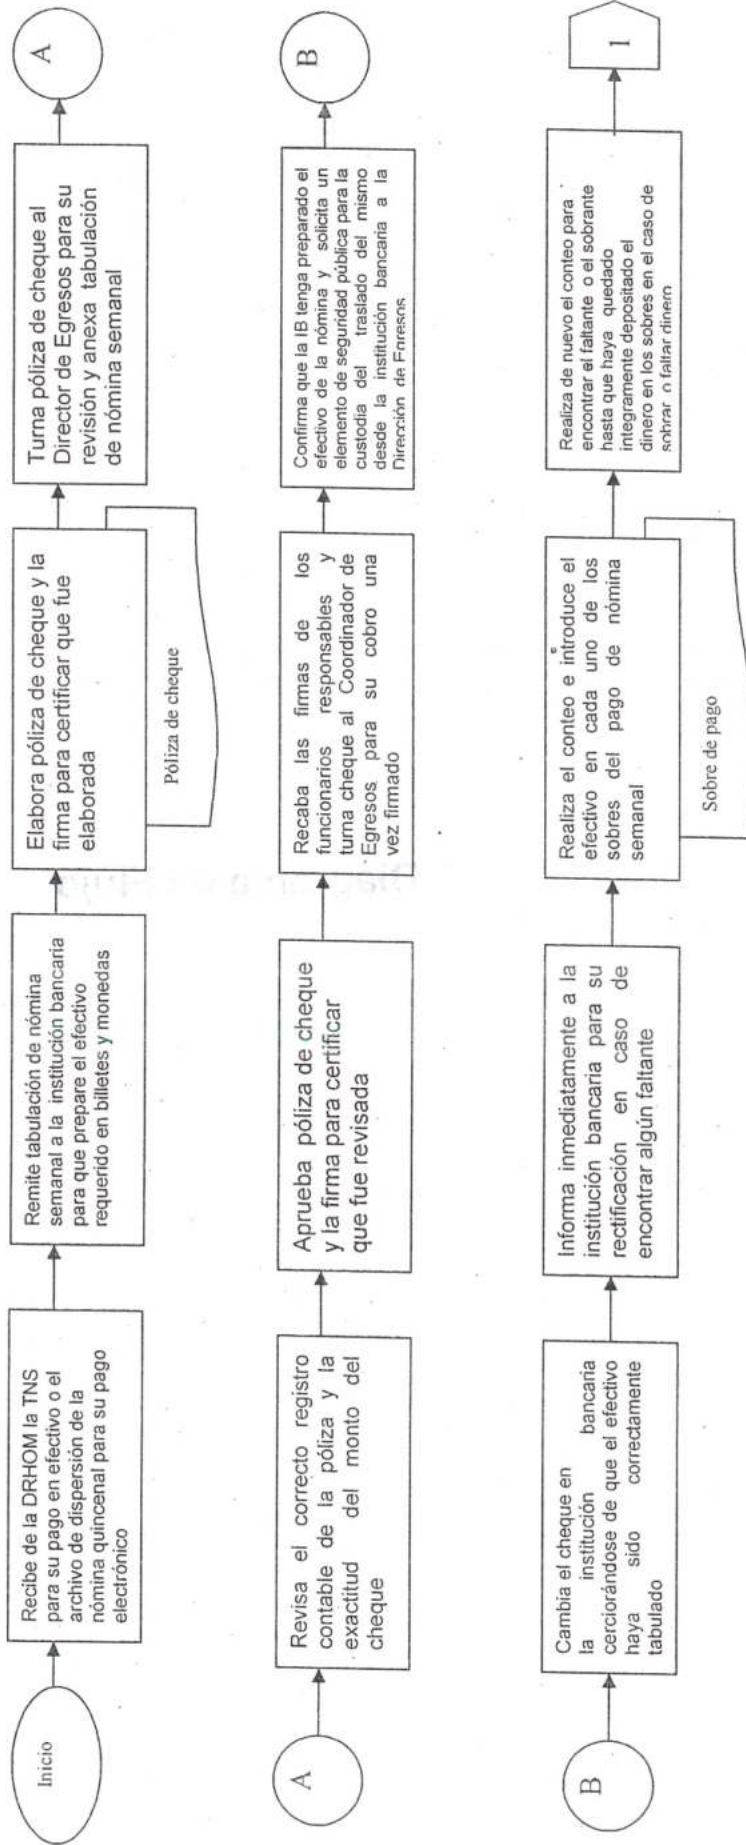 Inicio
Recibe de la DRHOM la TNS
para su pago en efectivo o el
archivo de dispersión de la
nómina quincenal para su pago
electrónico
Remite tabulación de nómina
semanal a la institución bancaria
para que prepare el efectivo
requerido en billetes y monedas
Elabora póliza de cheque y la
firma para certificar que fue
elaborada
Póliza de cheque
Turna póliza de cheque al
Director de Egresos para su
revisión y anexa tabulación
de nómina semanal
A
A
Revisa el correcto registro
contable de la póliza y la
exactitud del monto del
cheque
Aprueba póliza de cheque
y la firma para certificar
que fue revisada
Recaba las firmas de los
funcionarios responsables y
turna cheque al Coordinador de
Egresos para su cobro una
vez firmado
Confirma que la IB tenga preparado el
efectivo de la nómina y solicita un
elemento de seguridad pública para la
custodia del traslado del mismo
desde la institución bancaria a la
Dirección de Egresos
B
B
Cambia el cheque en
la institución bancaria
cerciorándose de que el efectivo
haya sido correctamente
tabulado
Informa inmediatamente a la
institución bancaria para su
rectificación en caso de
encontrar algún faltante
Realiza el conteo e introduce el
efectivo en cada uno de los
sobres del pago de nómina
semanal
Sobre de pago
Realiza de nuevo el conteo para
encontrar el faltante o el sobrante
hasta que haya quedado
integramente depositado el
dinero en los sobres en el caso de
sobrar o faltar dinero
1